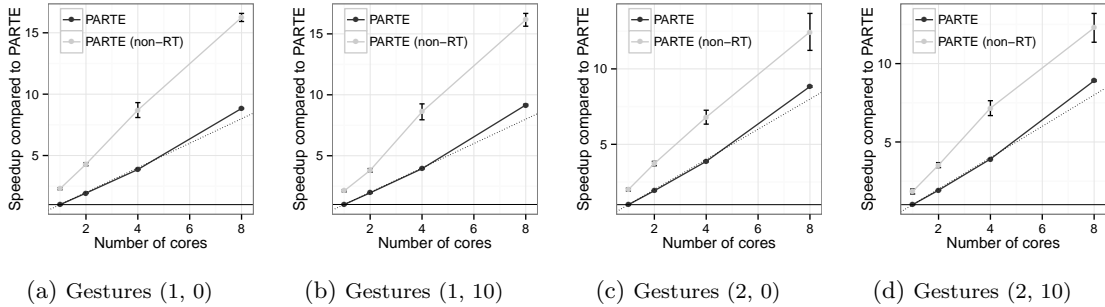 Speedup compared to PARTE
15
10
5
PARTE
PARTE (non-RT)
2 4 6 8
Number of cores
(a) Gestures (1, 0)
Speedup compared to PARTE
15
10
5
PARTE
PARTE (non-RT)
2 4 6 8
Number of cores
(b) Gestures (1, 10)
Speedup compared to PARTE
10
5
PARTE
PARTE (non-RT)
2 4 6 8
Number of cores
(c) Gestures (2, 0)
Speedup compared to PARTE
10
5
PARTE
PARTE (non-RT)
2 4 6 8
Number of cores
(d) Gestures (2, 10)